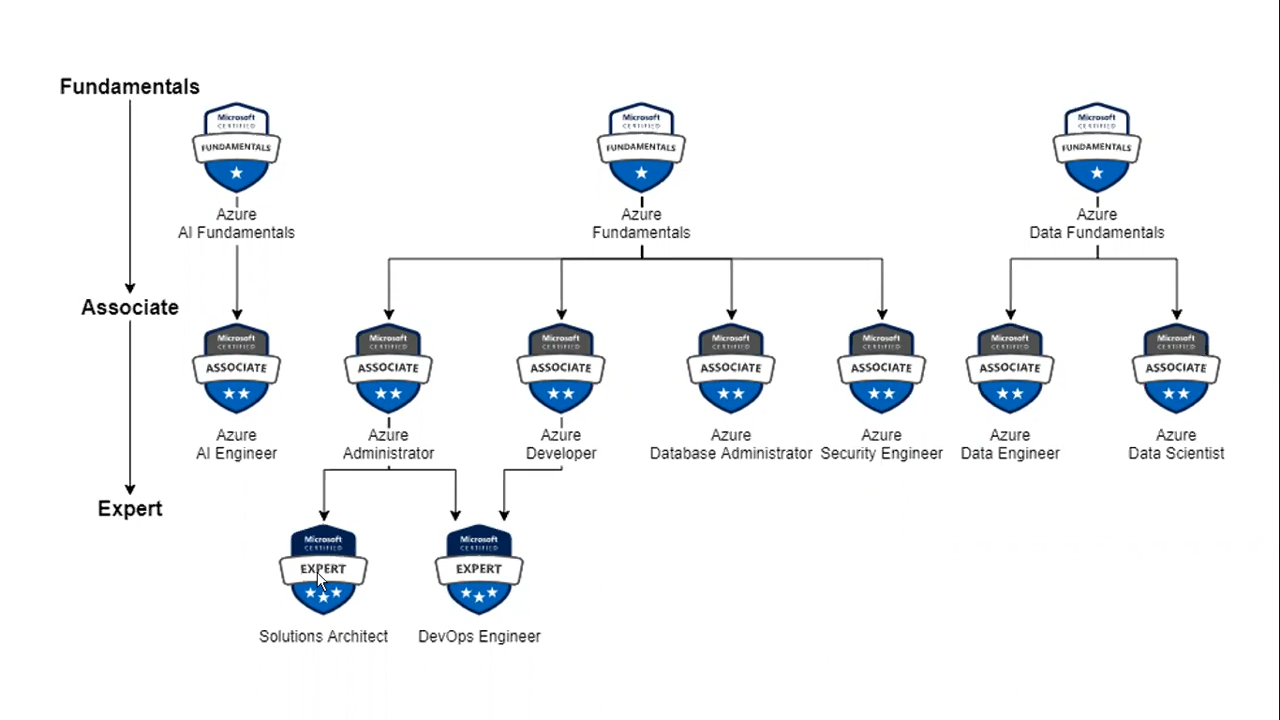 Fundamentals
Microsoft
CERTIFIED
FUNDAMENTALS
Azure
AI Fundamentals
Microsoft
CERTIFIED
FUNDAMENTALS
Azure
Fundamentals
Microsoft
CERTIFIED
FUNDAMENTALS
Azure
Data Fundamentals
Associate
Microsoft
CERTIFIED
ASSOCIATE
Azure
AI Engineer
Microsoft
CERTIFIED
ASSOCIATE
Azure
Administrator
Microsoft
CERTIFIED
ASSOCIATE
Azure
Developer
Microsoft
CERTIFIED
ASSOCIATE
Azure
Database Administrator
Microsoft
CERTIFIED
ASSOCIATE
Azure
Security Engineer
Microsoft
CERTIFIED
ASSOCIATE
Azure
Data Engineer
Microsoft
CERTIFIED
ASSOCIATE
Azure
Data Scientist
Expert
Microsoft
CERTIFIED
EXPERT
Solutions Architect
Microsoft
CERTIFIED
EXPERT
DevOps Engineer